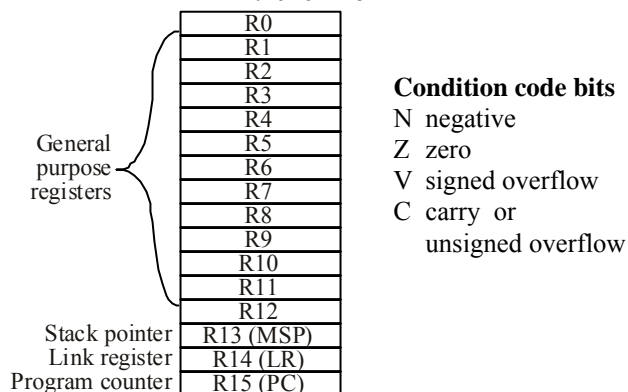 R0
R1
R2
R3
R4
R5
R6
R7
R8
R9
R10
R11
R12
R13 (MSP)
R14 (LR)
R15 (PC)
General
purpose
registers
Stack pointer
Link register
Program counter
Condition code bits
N negative
Z zero
V signed overflow
C carry or
unsigned overflow